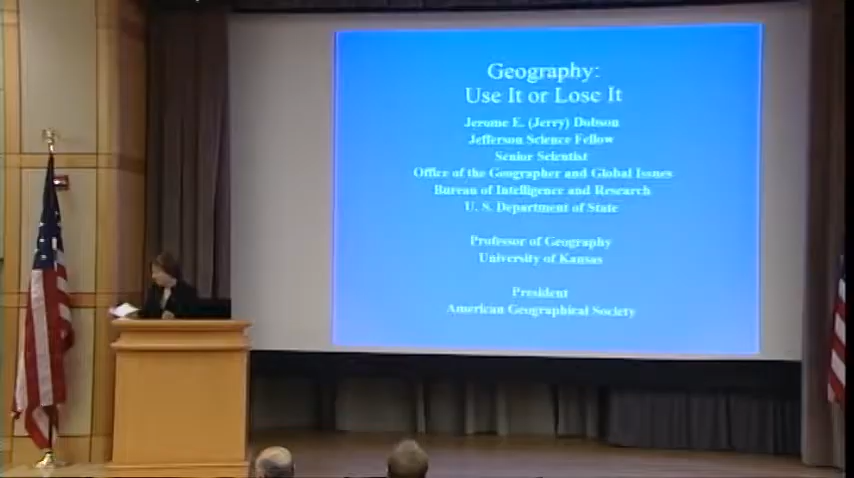 Geography:
Use It or Lose It
Jerome E. (Jerry) Dobson
Jefferson Science Fellow
Senior Scientist
Office of the Geographer and Global Issues
Bureau of Intelligence and Research
U. S. Department of State
Professor of Geography
University of Kansas
President
American Geographical Society